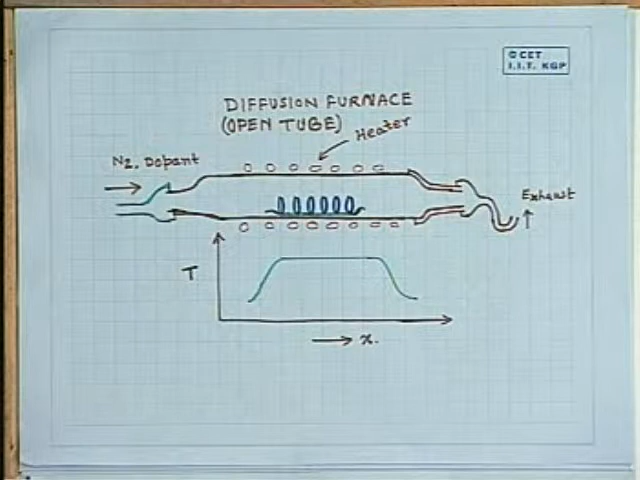 © CET
I.I.T. KGP
DIFFUSION FURNACE
(OPEN TUBE)
Heater
N2, Dopant
Exhaust
T
x.